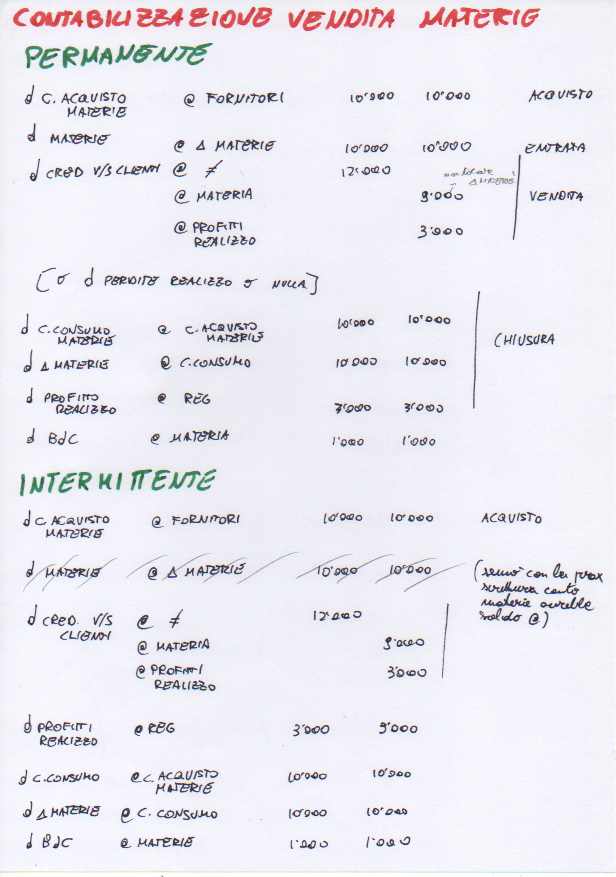 CONTABILIZZAZIONE VENDITA MATERIE
PERMANENTE
d C. ACQUISTO MATERIE @ FORNITORI 10'000 10'000 ACQUISTO
d MATERIE @ Δ MATERIE 10'000 10'000 ENTRATA
d CRED V/S CLIENTI @ ≠ 12'000
@ MATERIA 9.000 Δ MATERIE VENDITA
@ PROFITTI REALIZZO 3'000
[o d PERDITE REALIZZO o NULLA]
d C.CONSUMO MATERIE @ C.ACQUISTO MATERIE 10'000 10'000
d Δ MATERIE @ C.CONSUMO 10'000 10'000 CHIUSURA
d PROFITTO REALIZZO @ REG 3'000 3'000
d BdC @ MATERIA 1'000 1'000
INTERMITTENTE
d C ACQUISTO MATERIE @ FORNITORI 10'000 10'000 ACQUISTO
d MATERIE @ Δ MATERIE 10'000 10'000 (sennò con la prox
scrittura conto
materie avrebbe
saldo @)
d CRED. V/S CLIENTI @ ≠ 12'000
@ MATERIA 9'000
@ PROFITTI REALIZZO 3'000
d PROFITTI REALIZZO @ REG 3'000
d C.CONSUMO @ C. ACQUISTO MATERIE 10'000 10'000
d Δ MATERIE @ C. CONSUMO 10'000 10'000
d BdC @ MATERIE 1'000 1'000